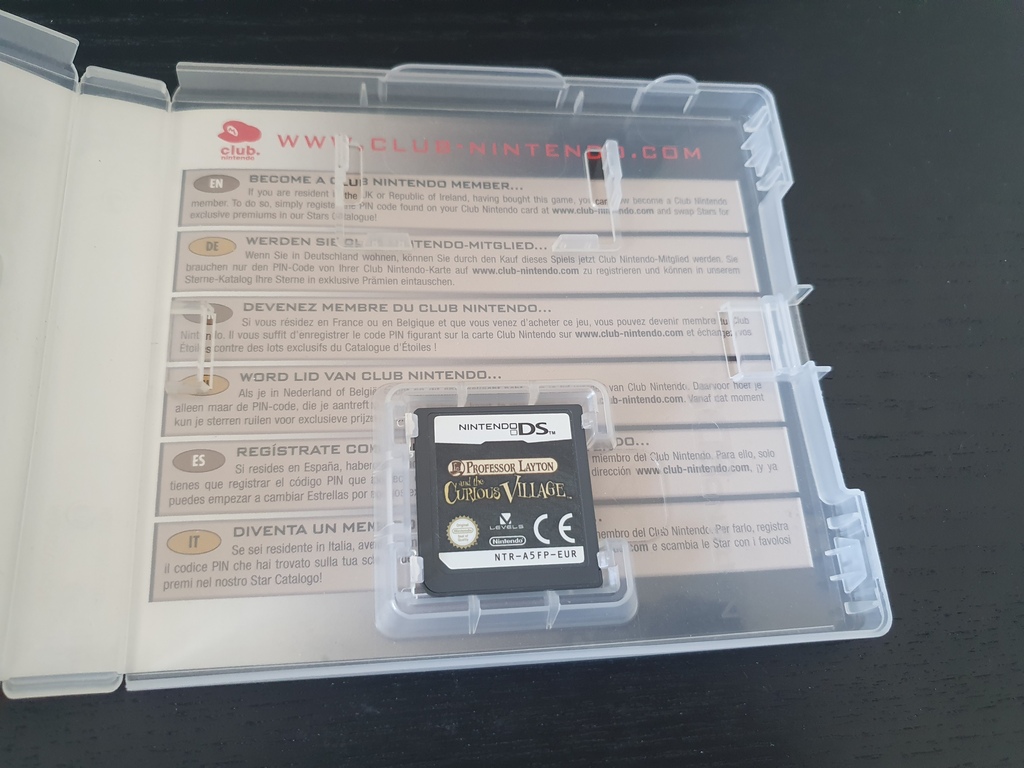 club.
nintendo
WWW.CLUB-NINTENDO.COM
EN
BECOME A CLUB NINTENDO MEMBER...
If you are resident in the UK or Republic of Ireland, having bought this game, you can become a Club Nintendo
member. To do so, simply register the PIN code found on your Club Nintendo card at www.club-nintendo.com and swap Stars for
exclusive premiums in our Stars Catalogue!
DE
WERDEN SIE CLUB NINTENDO-MITGLIED...
Wenn Sie in Deutschland wohnen, können Sie durch den Kauf dieses Spiels jetzt Club Nintendo-Mitglied werden. Sie
brauchen nur den PIN-Code von Ihrer Club Nintendo-Karte auf www.club-nintendo.com zu registrieren und können in unserem
Sterne-Katalog Ihre Sterne in exklusive Prämien eintauschen.
DEVENEZ MEMBRE DU CLUB NINTENDO...
Si vous résidez en France ou en Belgique et que vous venez d'acheter ce jeu, vous pouvez devenir membre du Club
Nintendo. Il vous suffit d'enregistrer le code PIN figurant sur la carte Club Nintendo sur www.club-nintendo.com et échangez vos
Étoiles contre des lots exclusifs du Catalogue d'Étoiles !
WORD LID VAN CLUB NINTENDO...
Als je in Nederland of België van Club Nintendo. Daarvoor hoef je
alleen maar de PIN-code, die je aantreft -nintendo.com. Vanaf dat moment
kun je sterren ruilen voor exclusieve
ES
REGÍSTRATE
Si resides en España, miembro del Club Nintendo. Para ello, solo
tienes que registrar el código PIN que dirección www.club-nintendo.com, ¡y ya
puedes empezar a cambiar Estrellas por
IT
DIVENTA UN
Se sei residente in Italia, del Club Nintendo. Per farlo, registra
il codice PIN che hai trovato sulla tua e scambia le Star con i favolosi
premi nel nostro Star Catalogo!
NINTENDO DS™
PROFESSOR LAYTON
and the
CURIOUS VILLAGE™
LEVEL5
Nintendo
CE
NTR-A5FP-EUR